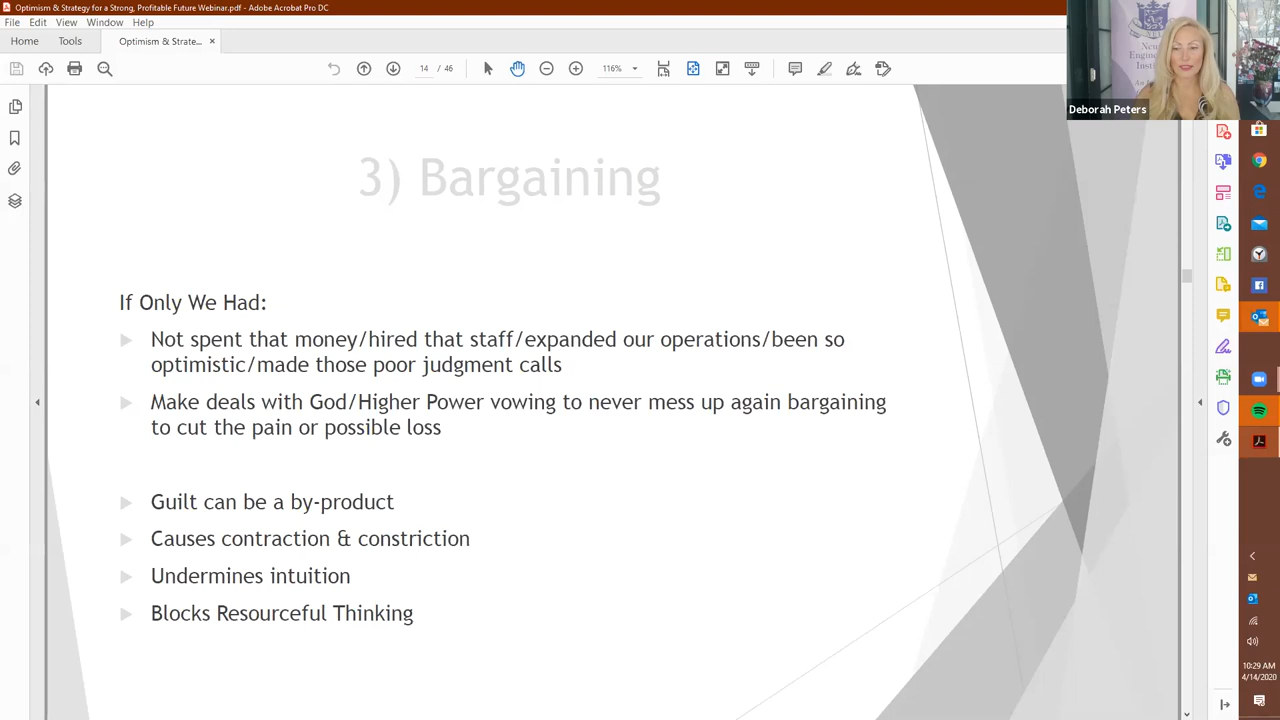 Optimism & Strategy for a Strong, Profitable Future Webinar.pdf - Adobe Acrobat Pro DC
File Edit View Window Help
Home Tools Optimism & Strate... ×
14 / 46 116%
Deborah Peters
3) Bargaining
If Only We Had:
Not spent that money/hired that staff/expanded our operations/been so
optimistic/made those poor judgment calls
Make deals with God/Higher Power vowing to never mess up again bargaining
to cut the pain or possible loss
Guilt can be a by-product
Causes contraction & constriction
Undermines intuition
Blocks Resourceful Thinking
10:29 AM
4/14/2020